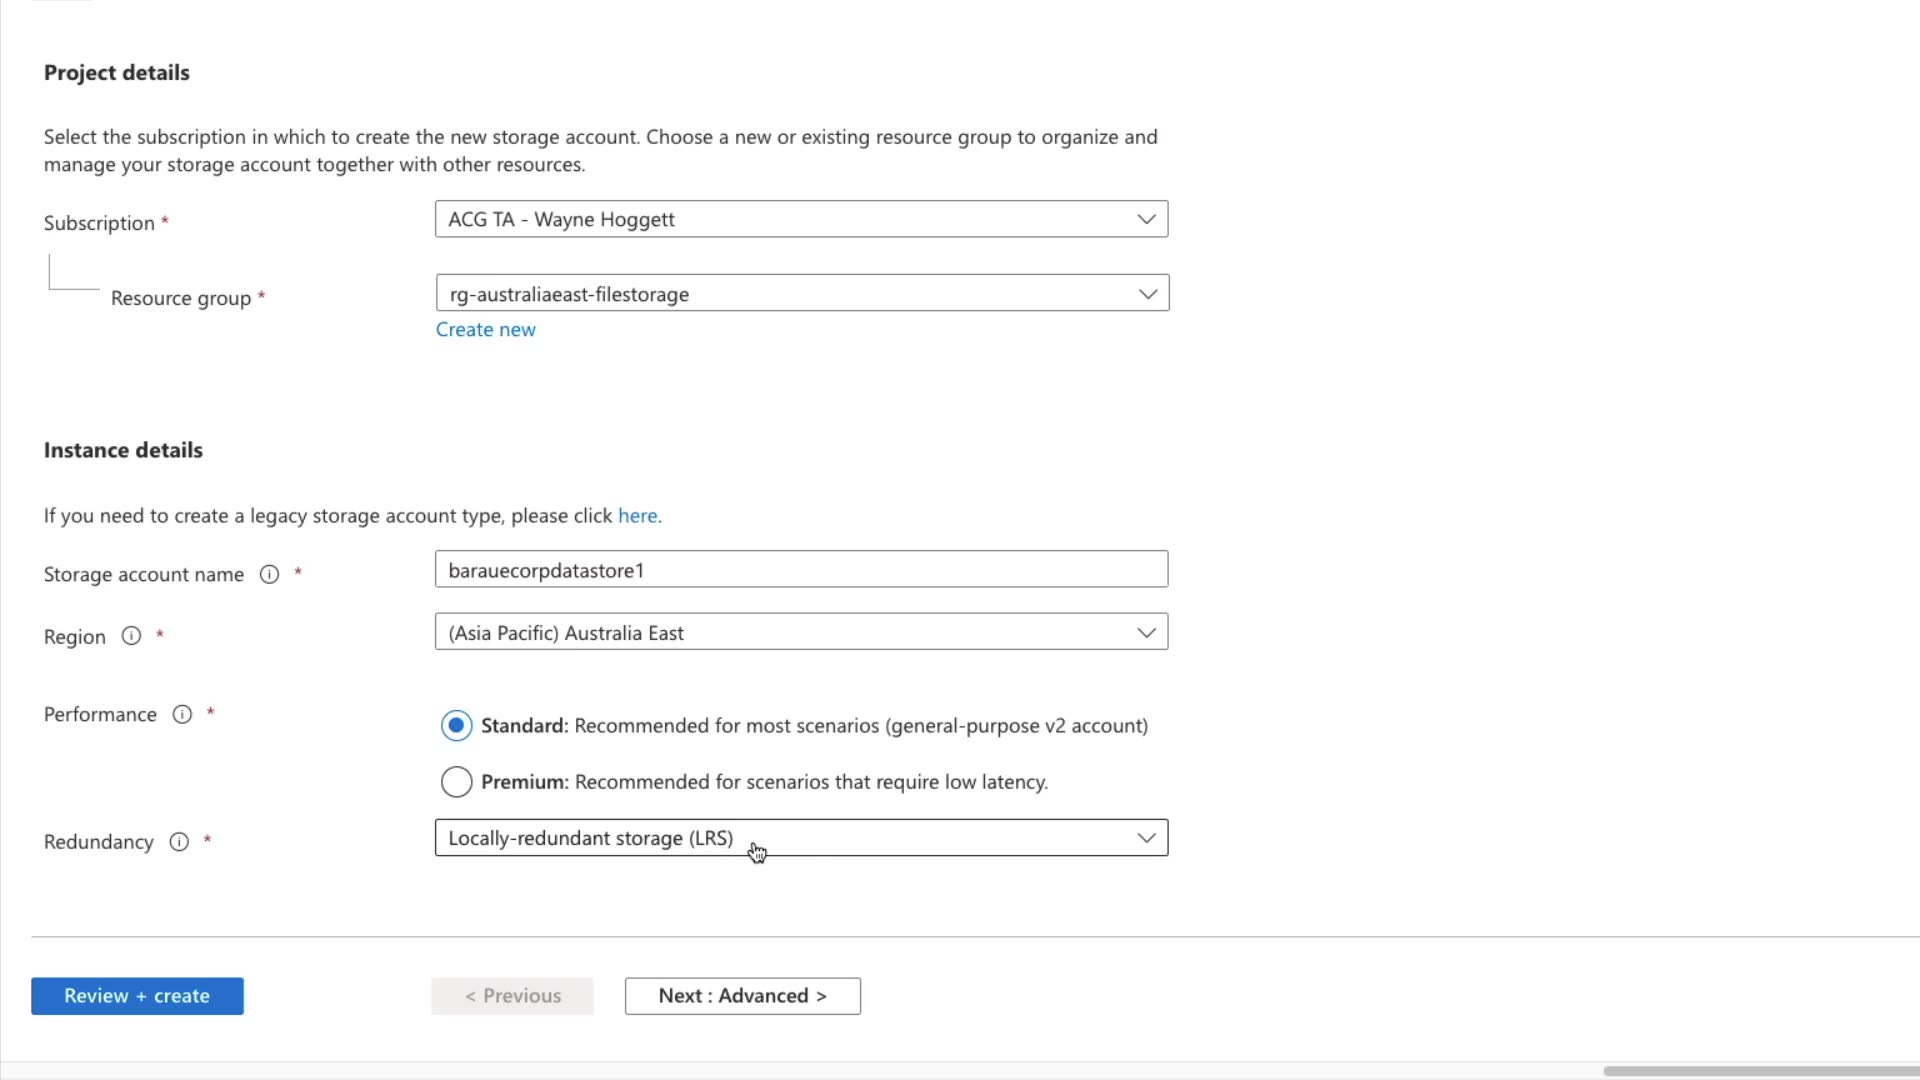 Project details
Select the subscription in which to create the new storage account. Choose a new or existing resource group to organize and
manage your storage account together with other resources.
Subscription *
ACG TA - Wayne Hoggett
Resource group *
rg-australiaeast-filestorage
Create new
Instance details
If you need to create a legacy storage account type, please click here.
Storage account name *
barauecorpdatastore1
Region *
(Asia Pacific) Australia East
Performance *
Standard: Recommended for most scenarios (general-purpose v2 account)
Premium: Recommended for scenarios that require low latency.
Redundancy *
Locally-redundant storage (LRS)
Review + create
< Previous
Next : Advanced >